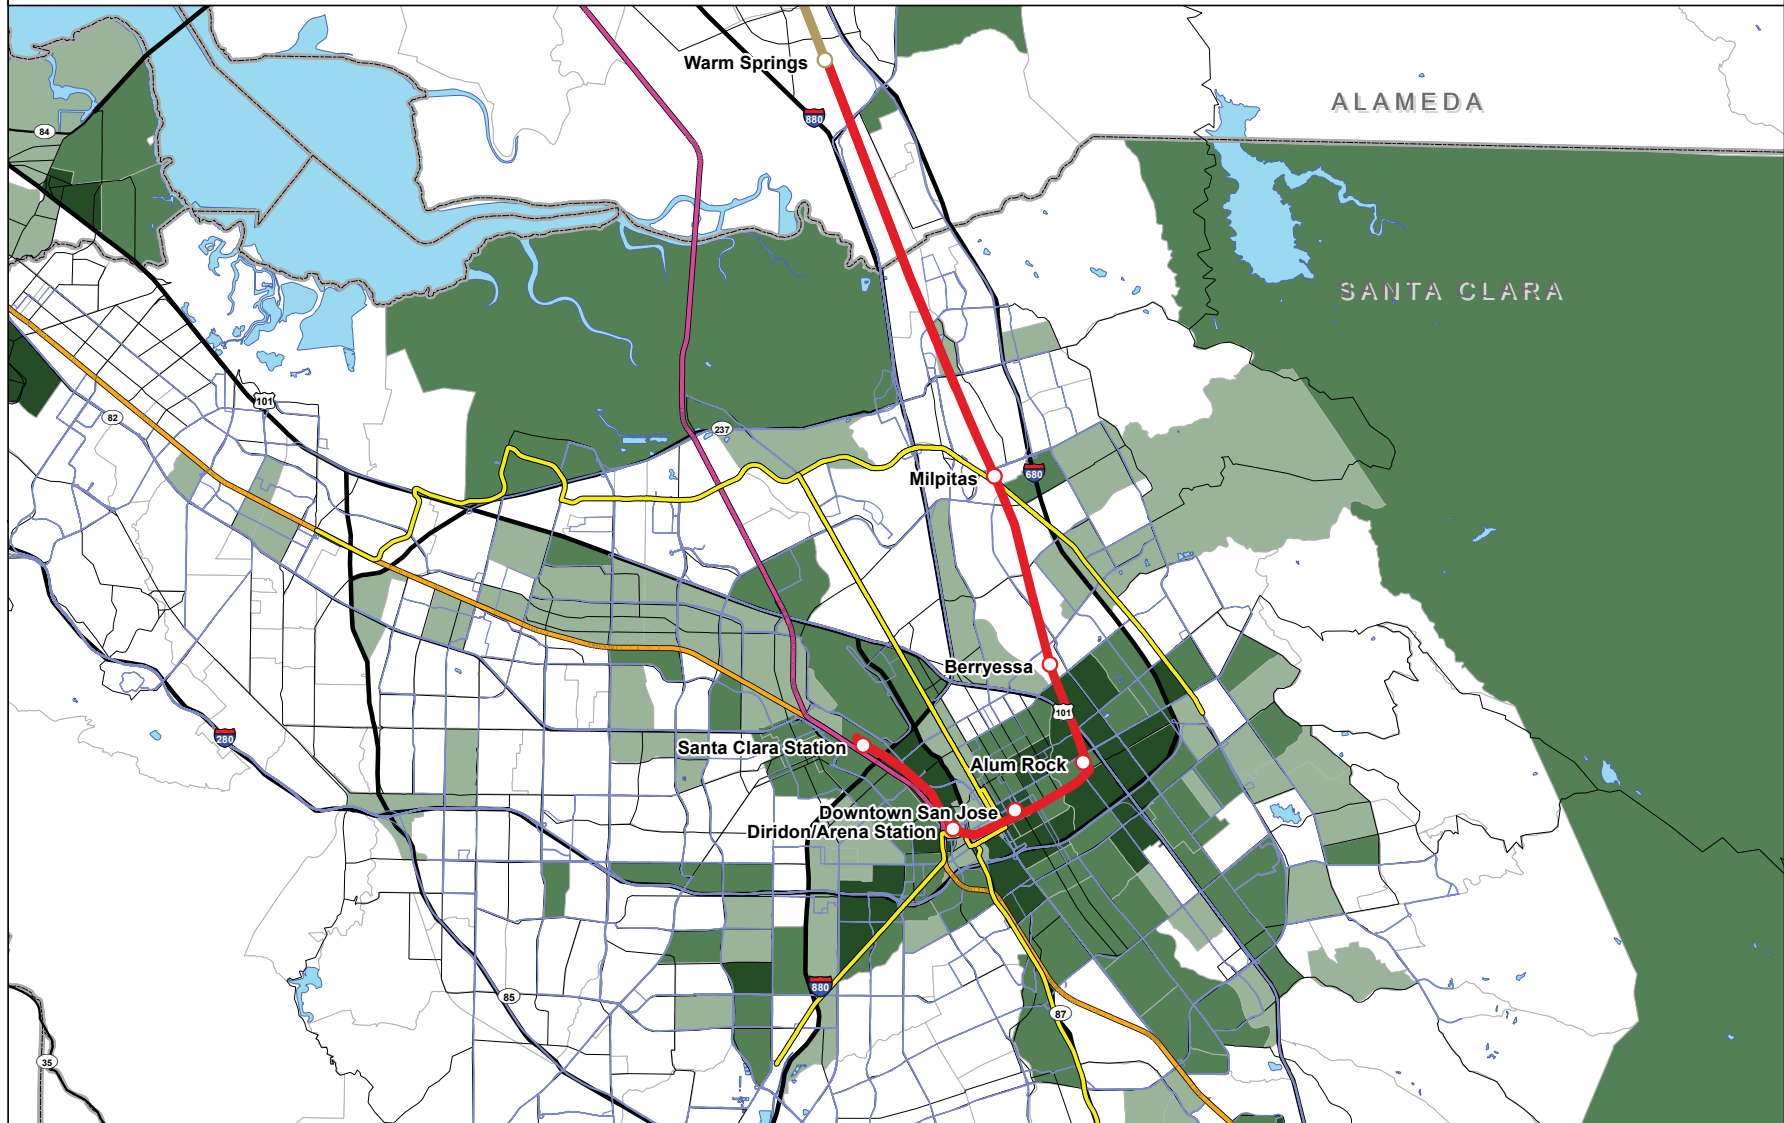 Warm Springs
880
ALAMEDA
84
SANTA CLARA
101
82
237
Milpitas
680
Berryessa
101
280
Santa Clara Station
Alum Rock
Downtown San Jose
Diridon/Arena Station
880
85
87
35